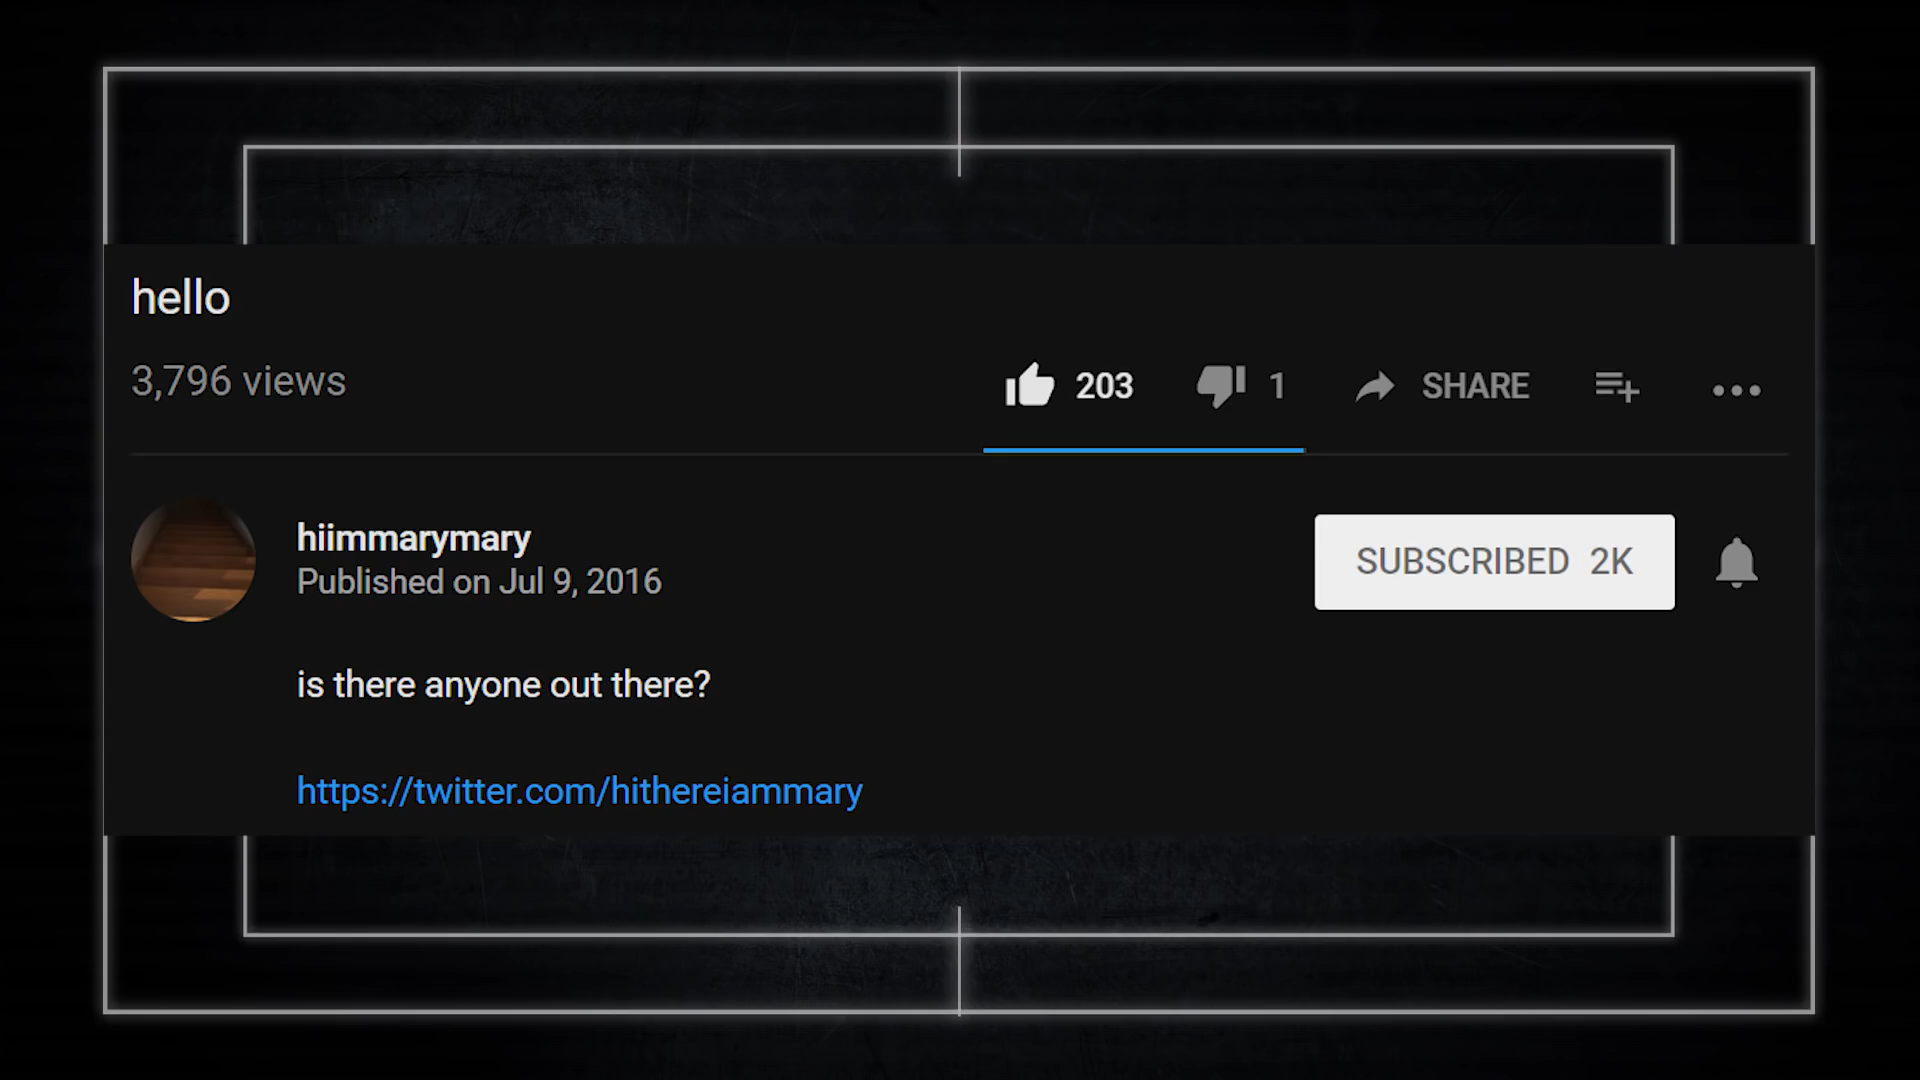 hello
3,796 views
203
1
SHARE
hiimmarymary
Published on Jul 9, 2016
SUBSCRIBED 2K
is there anyone out there?
https://twitter.com/hithereiammary